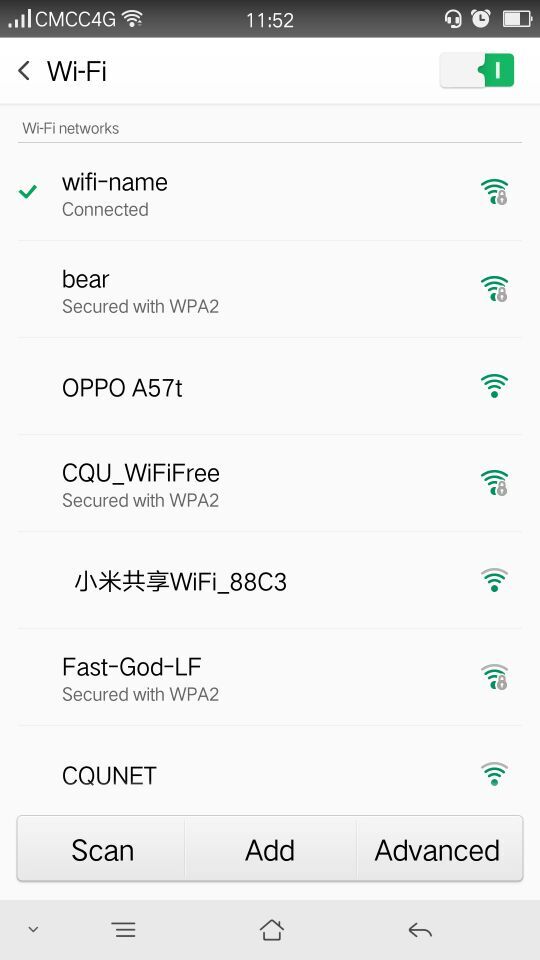 CMCC4G 11:52
Wi-Fi
Wi-Fi networks
wifi-name
Connected
bear
Secured with WPA2
OPPO A57t
CQU_WiFiFree
Secured with WPA2
小米共享WiFi_88C3
Fast-God-LF
Secured with WPA2
CQUNET
Scan Add Advanced